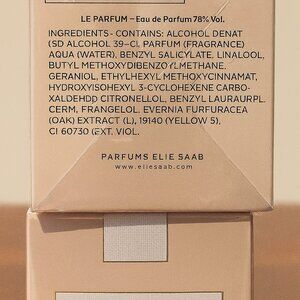 LE PARFUM – Eau de Parfum 78% Vol.
INGREDIENTS - CONTAINS: ALCOHOL DENAT
(SD ALCOHOL 39–C), PARFUM (FRAGRANCE)
AQUA (WATER), BENZYL SALICYLATE, LINALOOL,
BUTYL METHOXYDIBENZOYLMETHANE,
GERANIOL, ETHYLHEXYL METHOXYCINNAMAT,
HYDROXYISOHEXYL 3-CYCLOHEXENE CARBO-
XALDEHDD CITRONELLOL, BENZYL LAURAURPL.
CERM, FRANGELOL. EVERNIA FURFURACEA
(OAK) EXTRACT (L), 19140 (YELLOW 5),
CI 60730 (EXT. VIOL.
PARFUMS ELIE SAAB
www.eliesaab.com